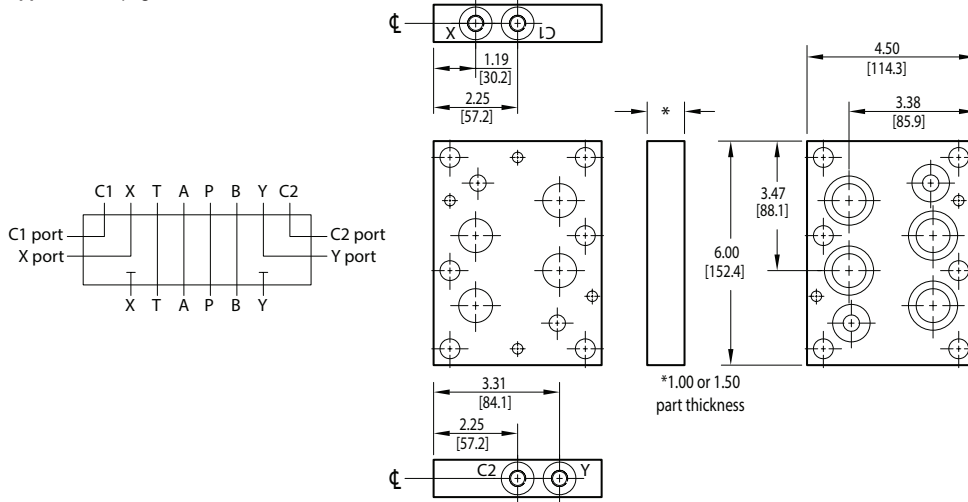 ℄ X C1
1.19
[30.2]
2.25
[57.2]
4.50
[114.3]
3.38
[85.9]
*
3.47
[88.1]
6.00
[152.4]
C1 X T A P B Y C2
C1 port
X port
C2 port
Y port
X T A P B Y
*1.00 or 1.50
part thickness
3.31
[84.1]
2.25
[57.2]
℄ C2 Y